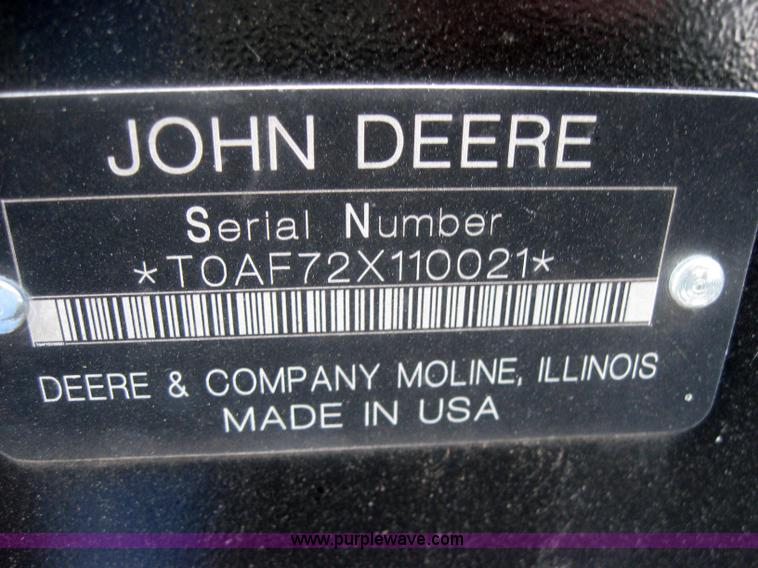 JOHN DEERE
Serial Number
*T0AF72X110021*
DEERE & COMPANY MOLINE, ILLINOIS
MADE IN USA
www.purplewave.com